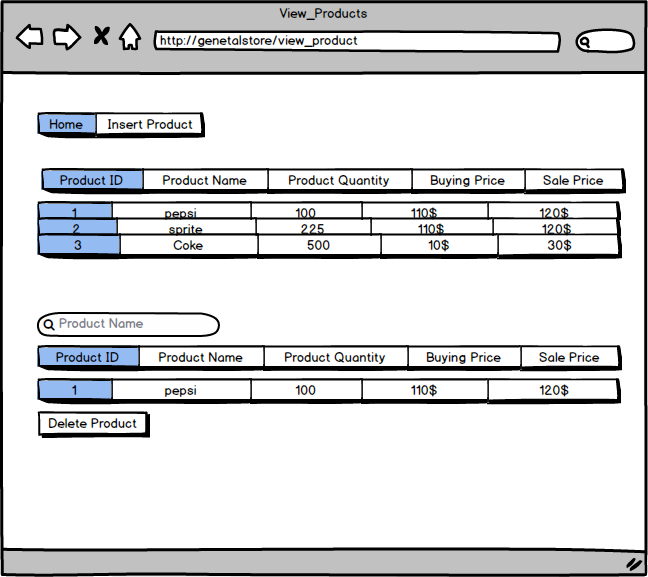 View_Products
http://genetalstore/view_product
Home Insert Product
Product ID Product Name Product Quantity Buying Price Sale Price
1 pepsi 100 110$ 120$
2 sprite 225 110$ 120$
3 Coke 500 10$ 30$
Product Name
Product ID Product Name Product Quantity Buying Price Sale Price
1 pepsi 100 110$ 120$
Delete Product